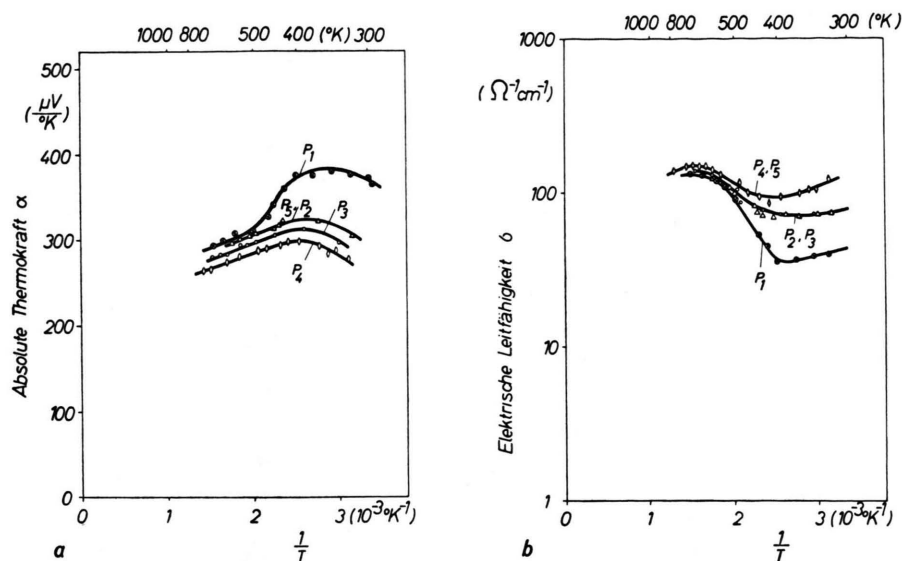 1000 800 500 400 (°K) 300
500
(µV/°K)
400
300
200
100
0
Absolute Thermokraft α
P1
P5, P2
P3
P4
0 1 2 3 (10⁻³ °K⁻¹)
1/T
a
1000 800 500 400 (°K) 300
1000
(Ω⁻¹cm⁻¹)
100
10
1
Elektrische Leitfähigkeit σ
P4, P5
P2, P3
P1
0 1 2 3 (10⁻³ °K⁻¹)
1/T
b